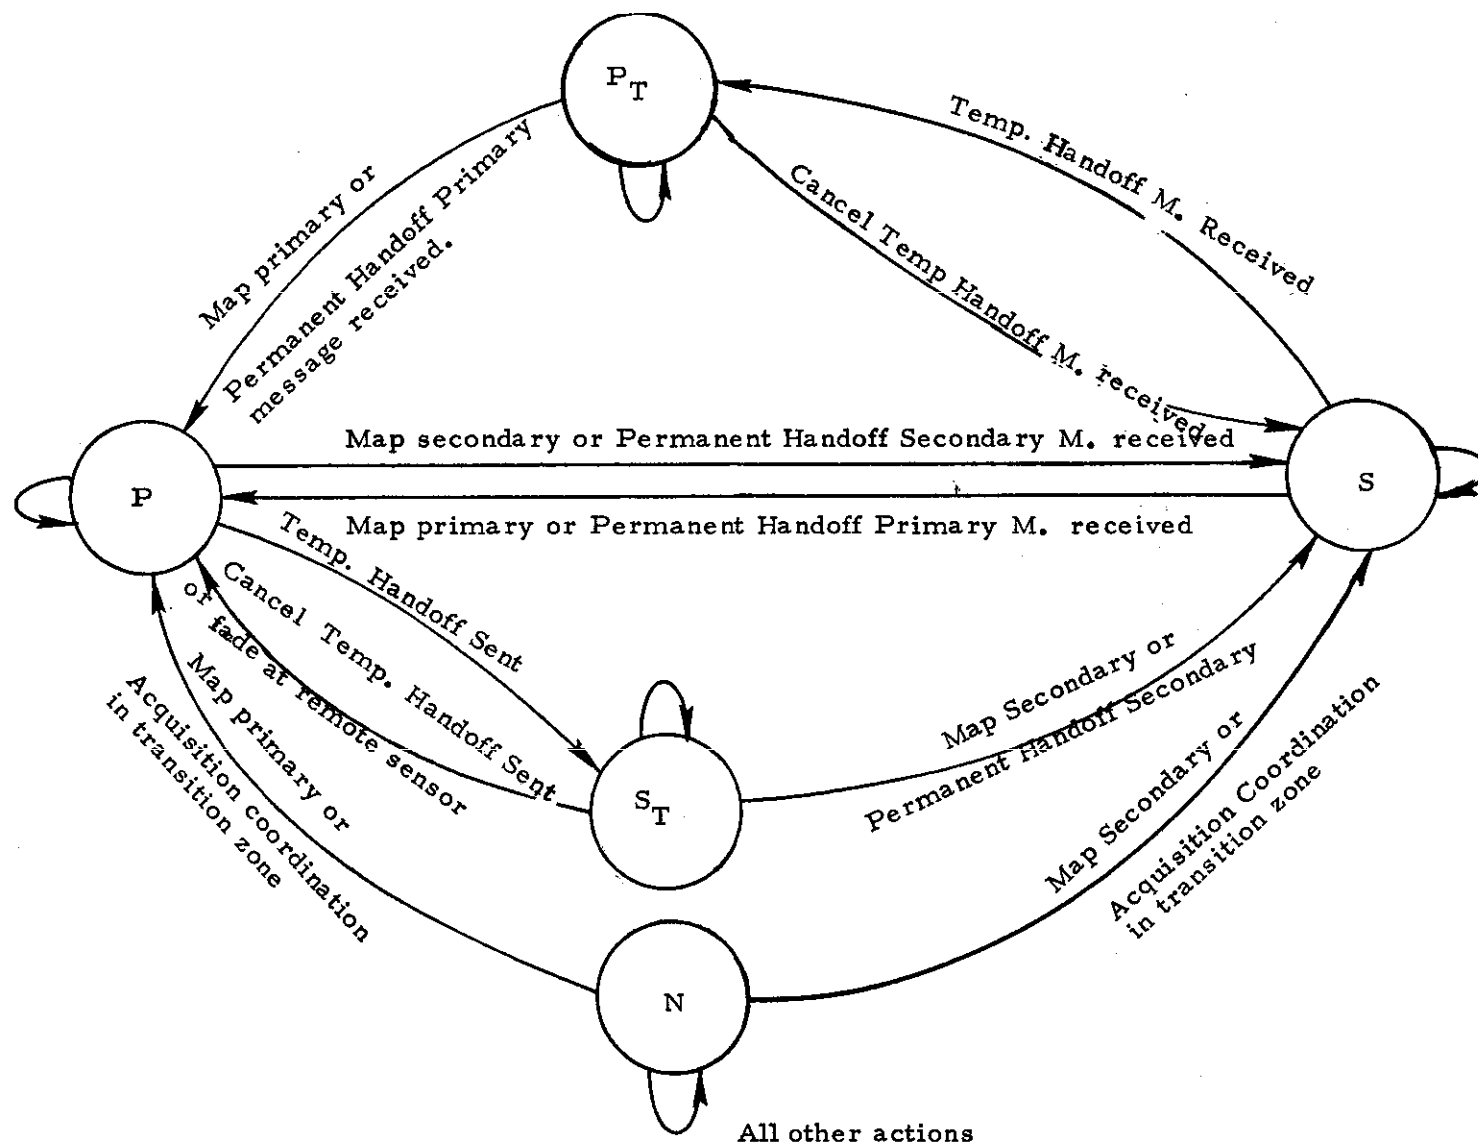 P_T
Temp. Handoff M. Received
Map primary or
Permanent Handoff Primary
message received.
Cancel Temp Handoff M. received
Map secondary or Permanent Handoff Secondary M. received
P
S
Map primary or Permanent Handoff Primary M. received
Temp. Handoff Sent
Cancel Temp. Handoff Sent
or fade at remote sensor
Map primary or
Acquisition coordination
in transition zone
S_T
Map Secondary or
Permanent Handoff Secondary
Map Secondary or
Acquisition Coordination
in transition zone
N
All other actions